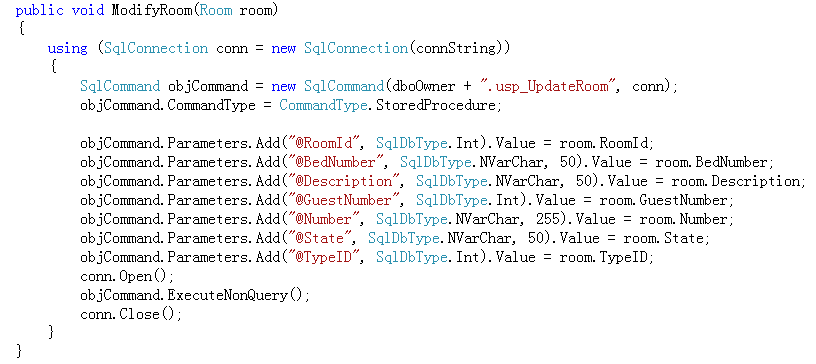 public void ModifyRoom(Room room)
{
    using (SqlConnection conn = new SqlConnection(connString))
    {
        SqlCommand objCommand = new SqlCommand(dboOwner + ".usp_UpdateRoom", conn);
        objCommand.CommandType = CommandType.StoredProcedure;

        objCommand.Parameters.Add("@RoomId", SqlDbType.Int).Value = room.RoomId;
        objCommand.Parameters.Add("@BedNumber", SqlDbType.NVarChar, 50).Value = room.BedNumber;
        objCommand.Parameters.Add("@Description", SqlDbType.NVarChar, 50).Value = room.Description;
        objCommand.Parameters.Add("@GuestNumber", SqlDbType.Int).Value = room.GuestNumber;
        objCommand.Parameters.Add("@Number", SqlDbType.NVarChar, 255).Value = room.Number;
        objCommand.Parameters.Add("@State", SqlDbType.NVarChar, 50).Value = room.State;
        objCommand.Parameters.Add("@TypeID", SqlDbType.Int).Value = room.TypeID;
        conn.Open();
        objCommand.ExecuteNonQuery();
        conn.Close();
    }
}